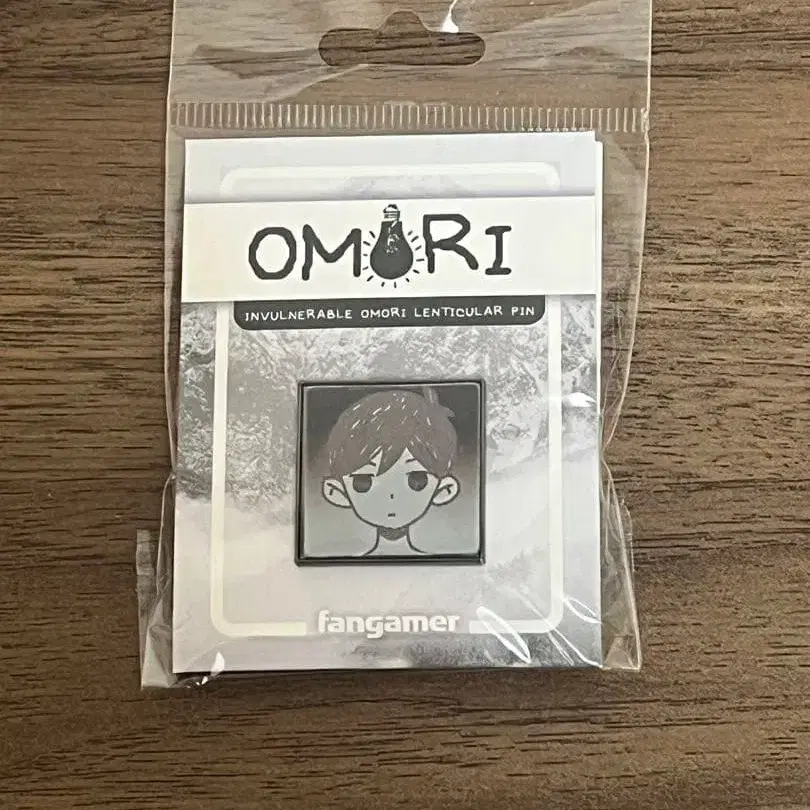 OMORI
INVULNERABLE OMORI LENTICULAR PIN
fangamer